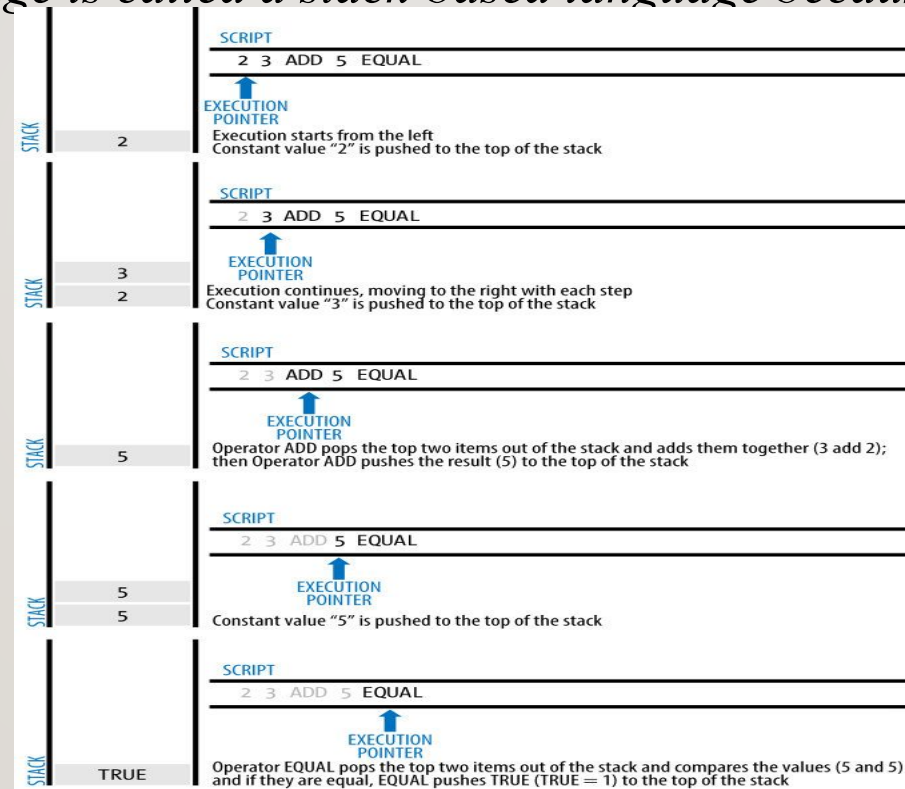 is called a stack-based language
SCRIPT
2 3 ADD 5 EQUAL
EXECUTION
POINTER
STACK
2
Execution starts from the left
Constant value “2” is pushed to the top of the stack
SCRIPT
2 3 ADD 5 EQUAL
EXECUTION
POINTER
STACK
3
2
Execution continues, moving to the right with each step
Constant value “3” is pushed to the top of the stack
SCRIPT
2 3 ADD 5 EQUAL
EXECUTION
POINTER
STACK
5
Operator ADD pops the top two items out of the stack and adds them together (3 add 2);
then Operator ADD pushes the result (5) to the top of the stack
SCRIPT
2 3 ADD 5 EQUAL
EXECUTION
POINTER
STACK
5
5
Constant value “5” is pushed to the top of the stack
SCRIPT
2 3 ADD 5 EQUAL
EXECUTION
POINTER
STACK
TRUE
Operator EQUAL pops the top two items out of the stack and compares the values (5 and 5)
and if they are equal, EQUAL pushes TRUE (TRUE = 1) to the top of the stack